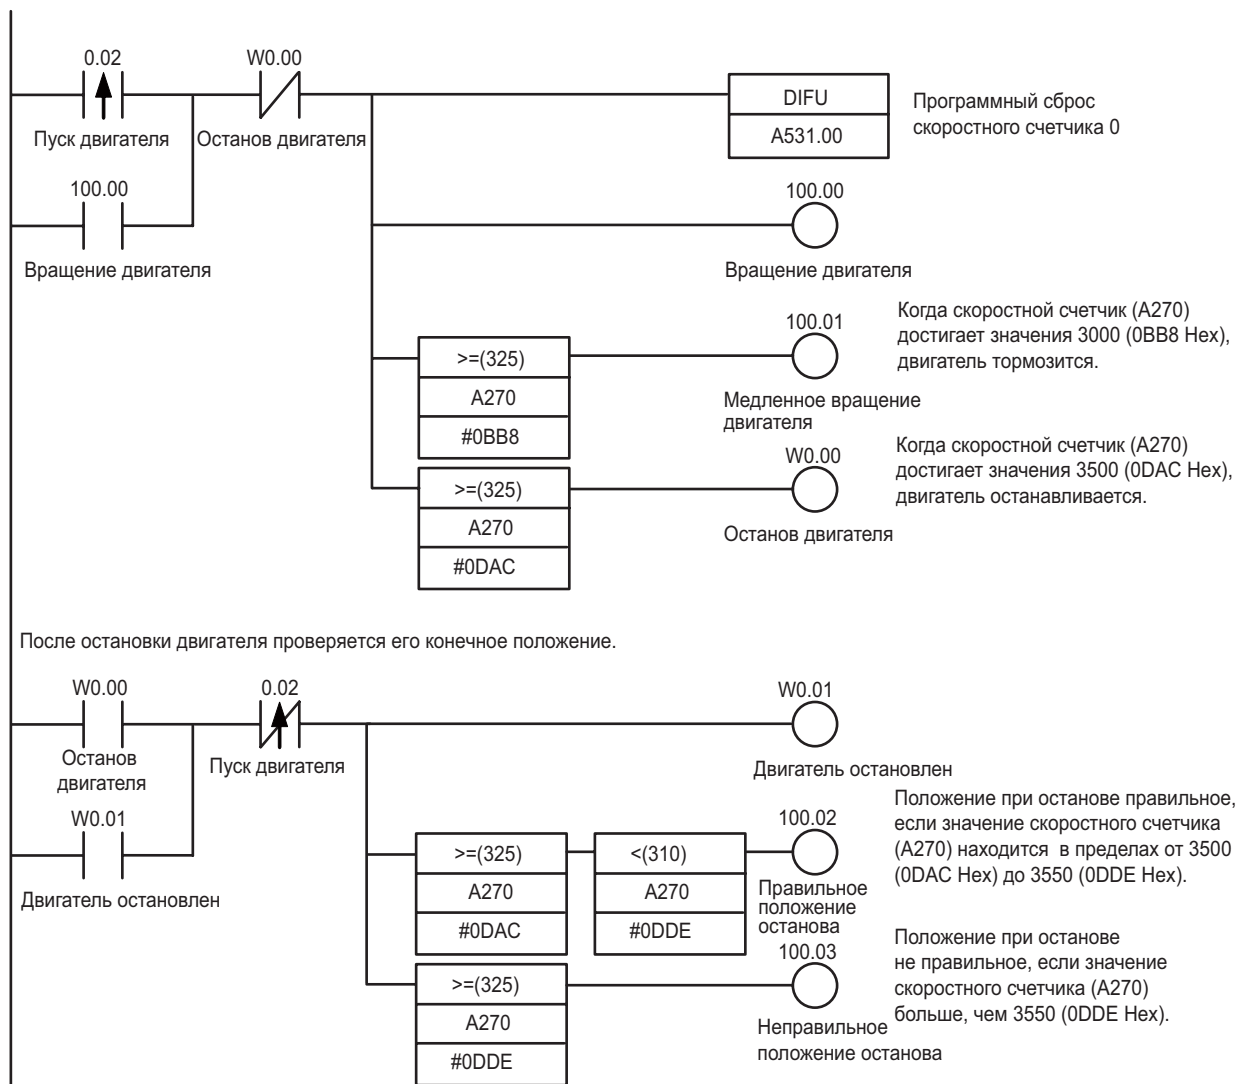 0.02
W0.00
Пуск двигателя
Останов двигателя
DIFU
A531.00
Программный сброс
скоростного счетчика 0
100.00
Вращение двигателя
100.00
Вращение двигателя
>=(325)
A270
#0BB8
100.01
Медленное вращение
двигателя
Когда скоростной счетчик (A270)
достигает значения 3000 (0BB8 Hex),
двигатель тормозится.
>=(325)
A270
#0DAC
W0.00
Останов двигателя
Когда скоростной счетчик (A270)
достигает значения 3500 (0DAC Hex),
двигатель останавливается.
После остановки двигателя проверяется его конечное положение.
W0.00
Останов
двигателя
0.02
Пуск двигателя
W0.01
Двигатель остановлен
W0.01
Двигатель остановлен
>=(325)
A270
#0DAC
<(310)
A270
#0DDE
100.02
Правильное
положение
останова
Положение при останове правильное,
если значение скоростного счетчика
(A270) находится в пределах от 3500
(0DAC Hex) до 3550 (0DDE Hex).
>=(325)
A270
#0DDE
100.03
Неправильное
положение останова
Положение при останове
не правильное, если значение
скоростного счетчика (A270)
больше, чем 3550 (0DDE Hex).